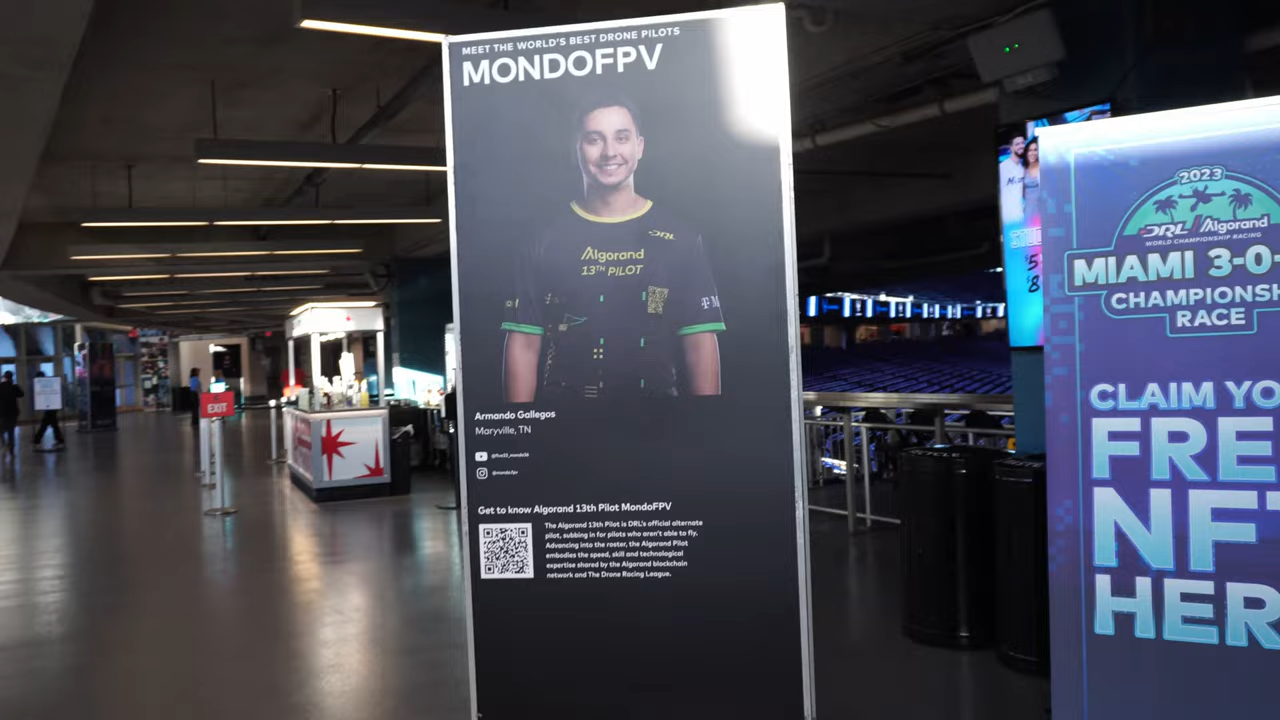 MEET THE WORLD'S BEST DRONE PILOTS
MONDOFPV
DRL
Algorand
13TH PILOT
Armando Gallegos
Maryville, TN
@mondo.fpv
Get to know Algorand 13th Pilot MondoFPV
The Algorand 13th Pilot is DRL's official alternate
pilot, subbing in for pilots who aren't able to fly.
Advancing into the roster, the Algorand Pilot
embodies the speed, skill and technological
expertise shared by the Algorand blockchain
network and The Drone Racing League.
EXIT
2023
DRL Algorand
WORLD CHAMPIONSHIP RACING
MIAMI 3-0-
CHAMPIONSH
RACE
CLAIM YO
FRE
NFT
HER